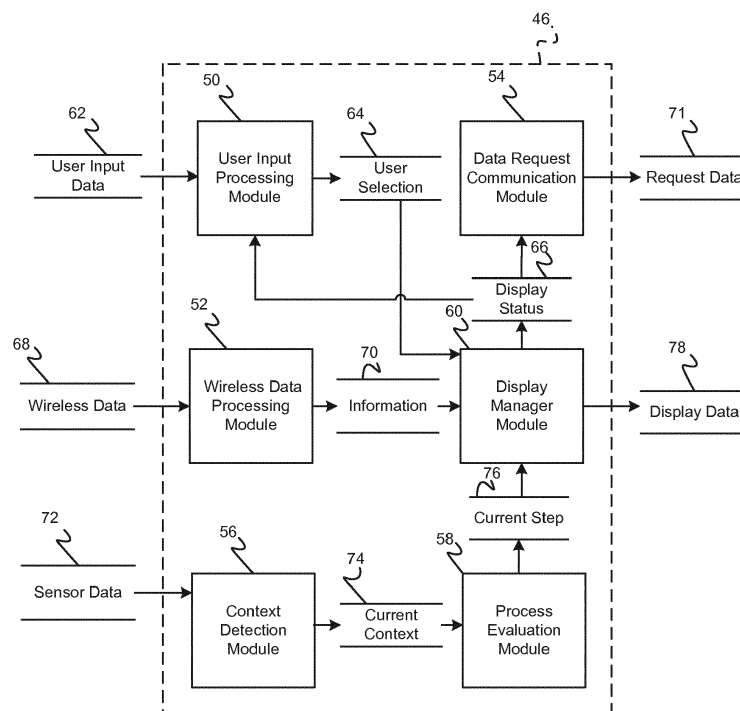 46
50
54
62
64
71
User Input
Data
User Input
Processing
Module
User
Selection
Data Request
Communication
Module
Request Data
66
Display
Status
52
60
68
70
78
Wireless Data
Wireless Data
Processing
Module
Information
Display
Manager
Module
Display Data
76
Current Step
72
56
74
58
Sensor Data
Context
Detection
Module
Current
Context
Process
Evaluation
Module